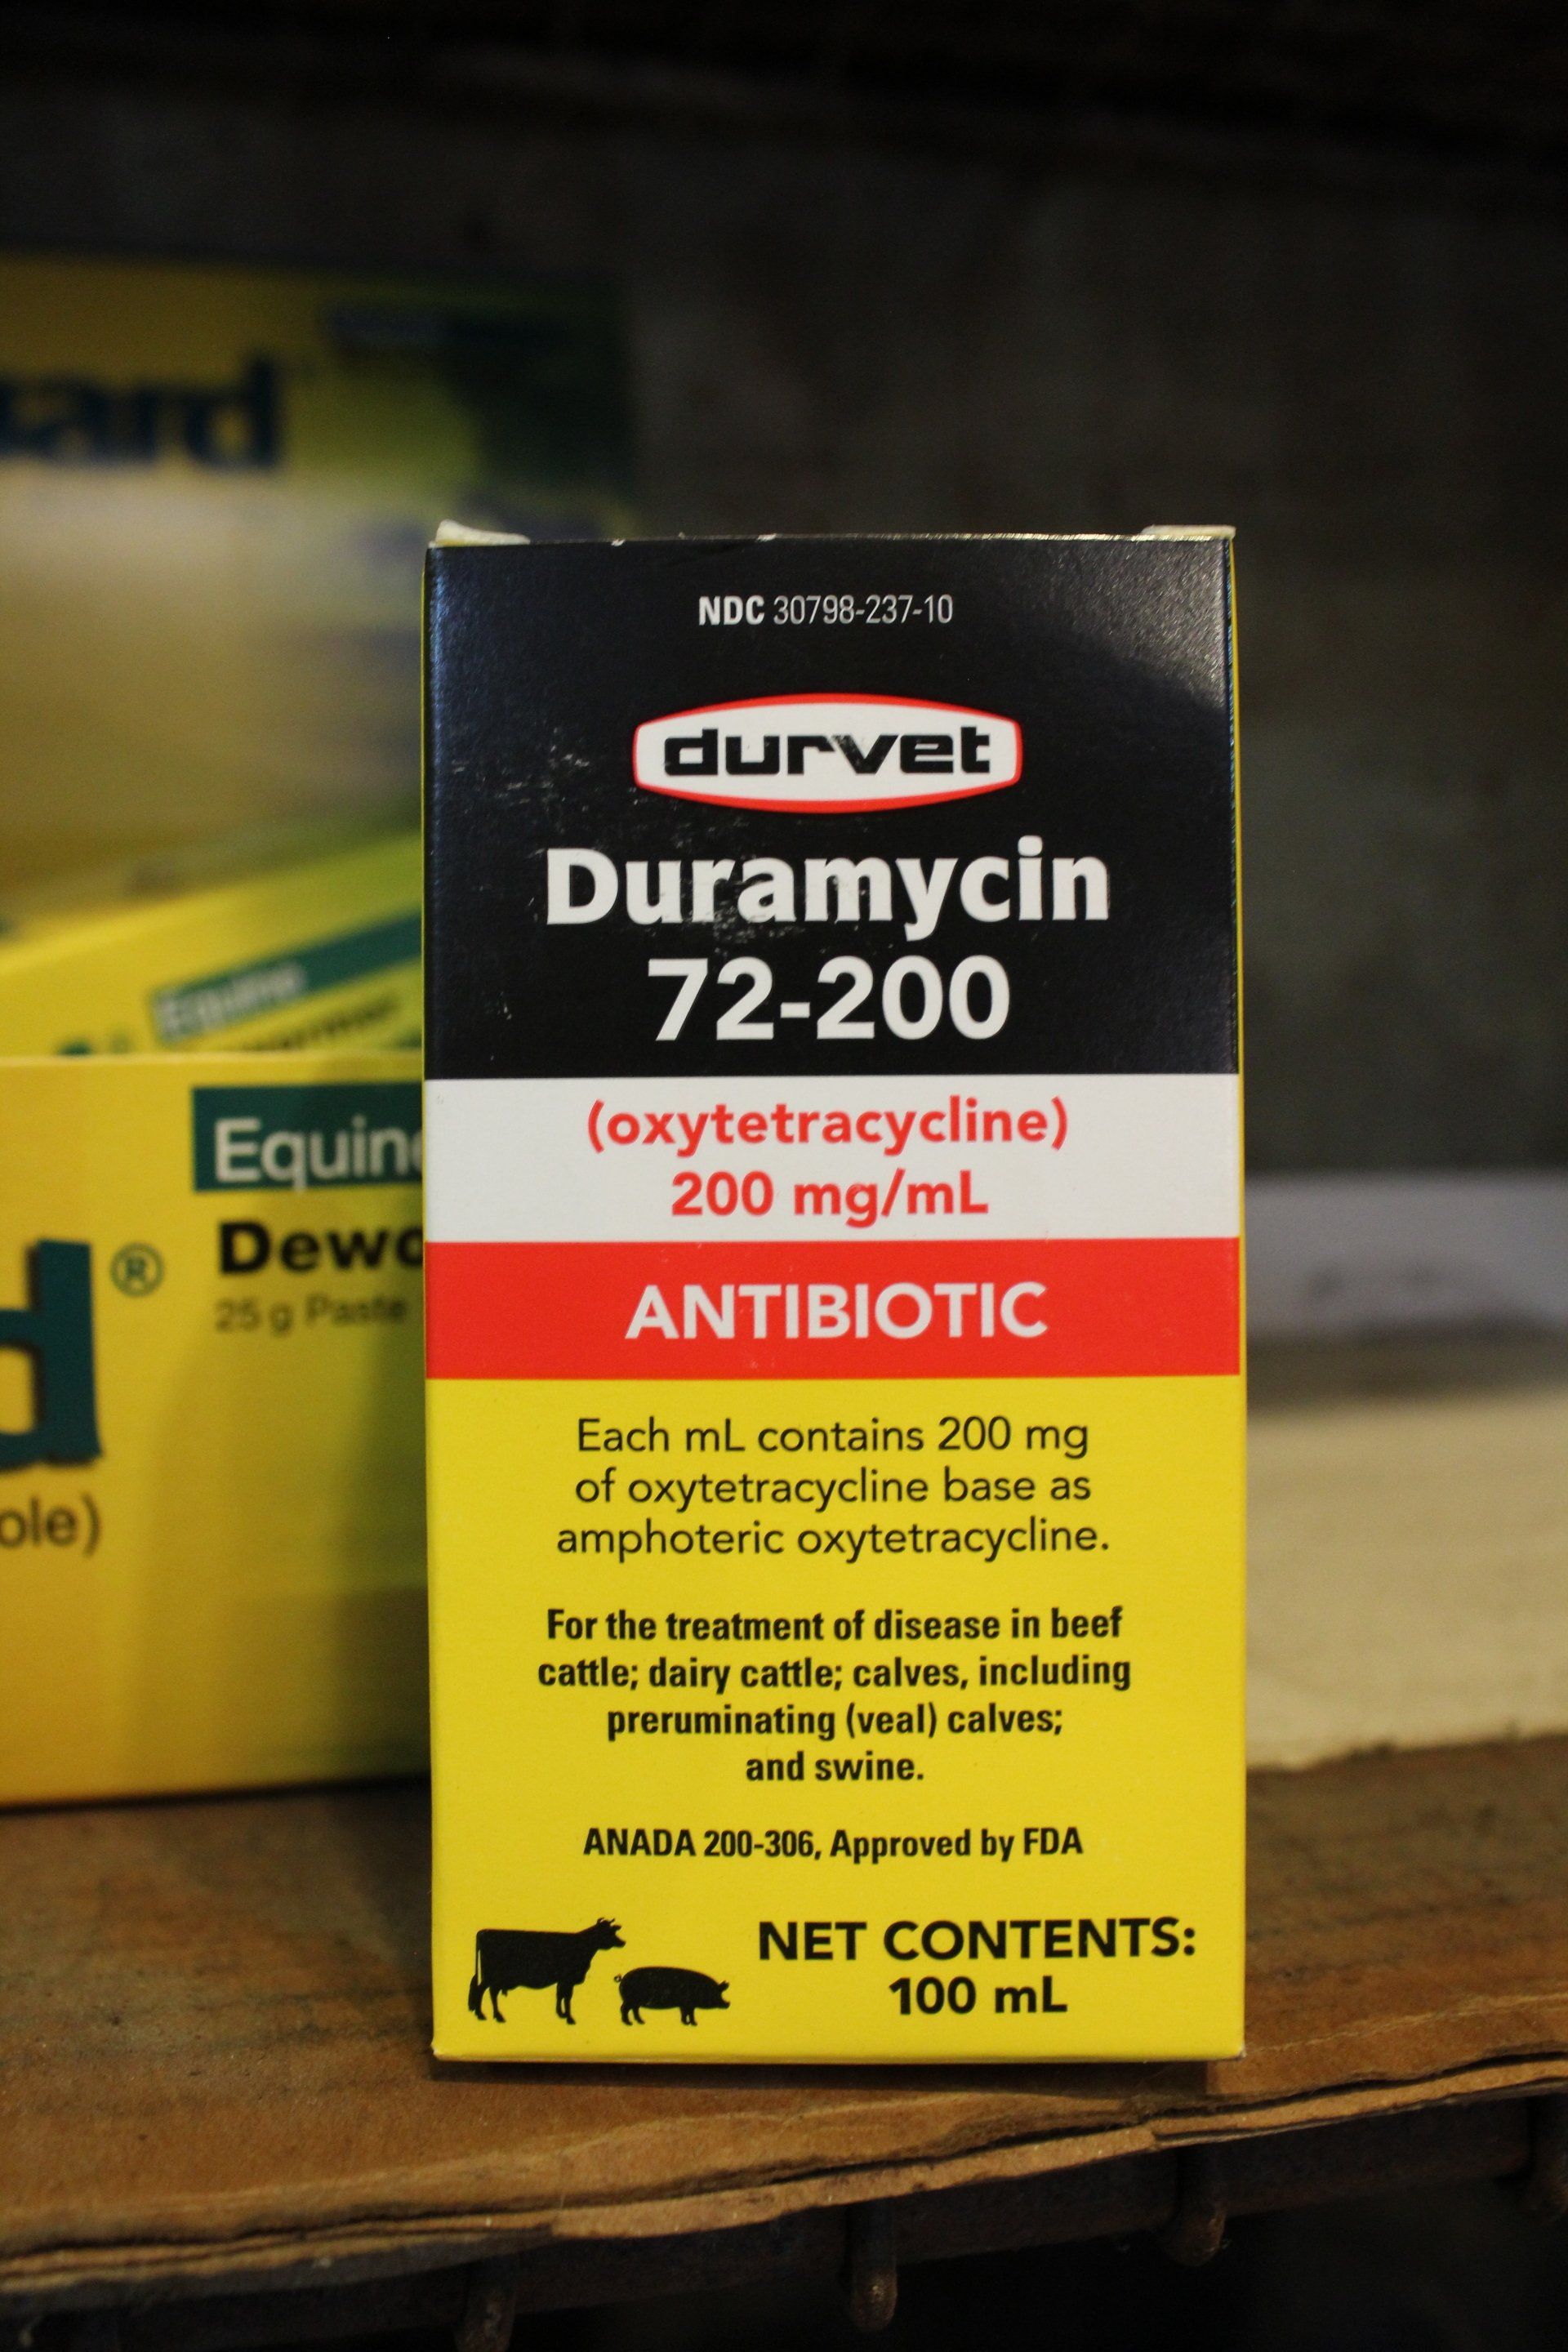 ard
Equine
Equine
Dewo
25 g Paste
d®
ole)
NDC 30798-237-10
durvet
Duramycin
72-200
(oxytetracycline)
200 mg/mL
ANTIBIOTIC
Each mL contains 200 mg
of oxytetracycline base as
amphoteric oxytetracycline.
For the treatment of disease in beef
cattle; dairy cattle; calves, including
preruminating (veal) calves;
and swine.
ANADA 200-306, Approved by FDA
NET CONTENTS:
100 mL